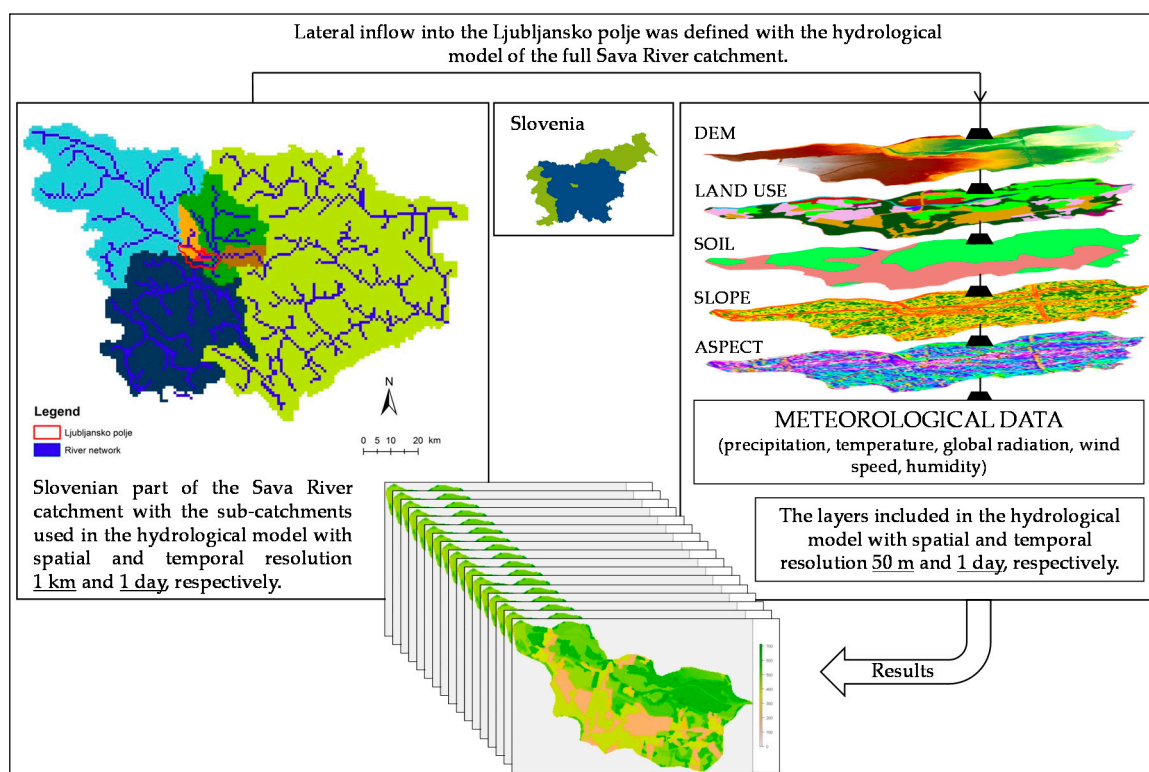 Lateral inflow into the Ljubljansko polje was defined with the hydrological
model of the full Sava River catchment.
Legend
Ljubljansko polje
River network
N
0 5 10 20 km
Slovenian part of the Sava River
catchment with the sub-catchments
used in the hydrological model with
spatial and temporal resolution
1 km and 1 day, respectively.
Slovenia
DEM
LAND USE
SOIL
SLOPE
ASPECT
METEOROLOGICAL DATA
(precipitation, temperature, global radiation, wind
speed, humidity)
The layers included in the hydrological
model with spatial and temporal
resolution 50 m and 1 day, respectively.
Results